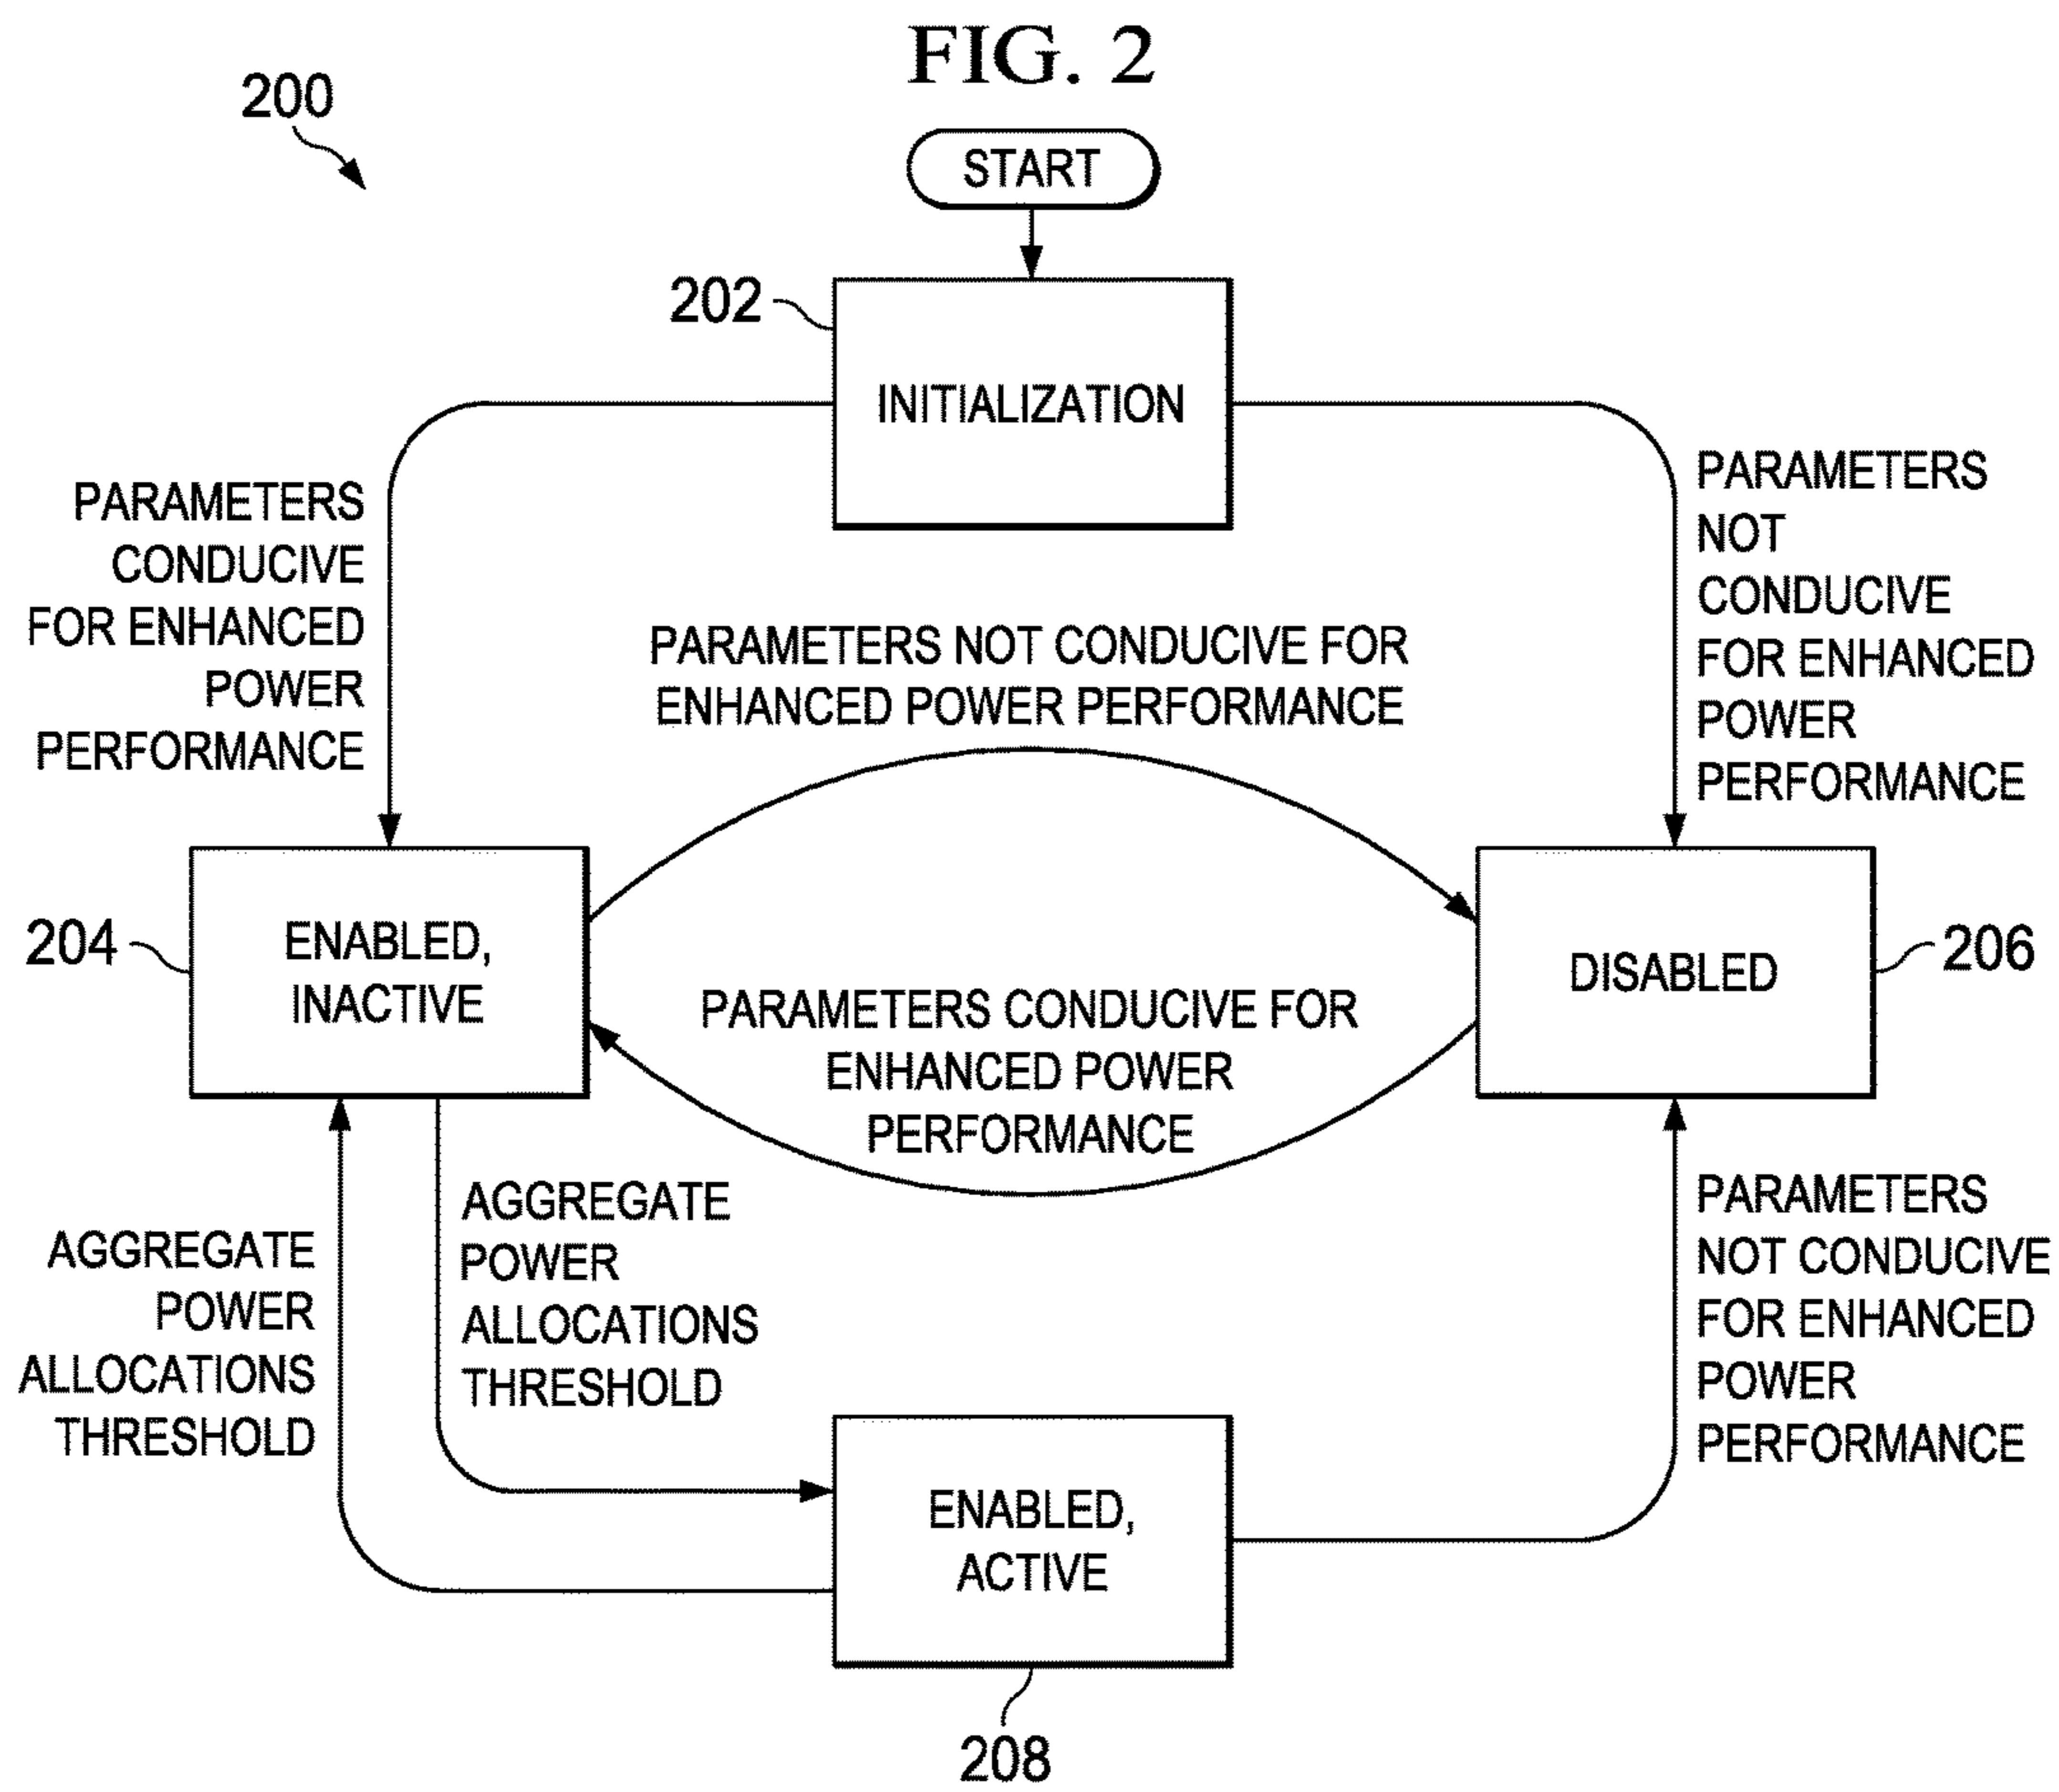 FIG. 2
200
START
202
INITIALIZATION
PARAMETERS
CONDUCIVE
FOR ENHANCED
POWER
PERFORMANCE
PARAMETERS
NOT
CONDUCIVE
FOR ENHANCED
POWER
PERFORMANCE
PARAMETERS NOT CONDUCIVE FOR
ENHANCED POWER PERFORMANCE
204
ENABLED,
INACTIVE
DISABLED
206
PARAMETERS CONDUCIVE FOR
ENHANCED POWER
PERFORMANCE
AGGREGATE
POWER
ALLOCATIONS
THRESHOLD
AGGREGATE
POWER
ALLOCATIONS
THRESHOLD
PARAMETERS
NOT CONDUCIVE
FOR ENHANCED
POWER
PERFORMANCE
ENABLED,
ACTIVE
208